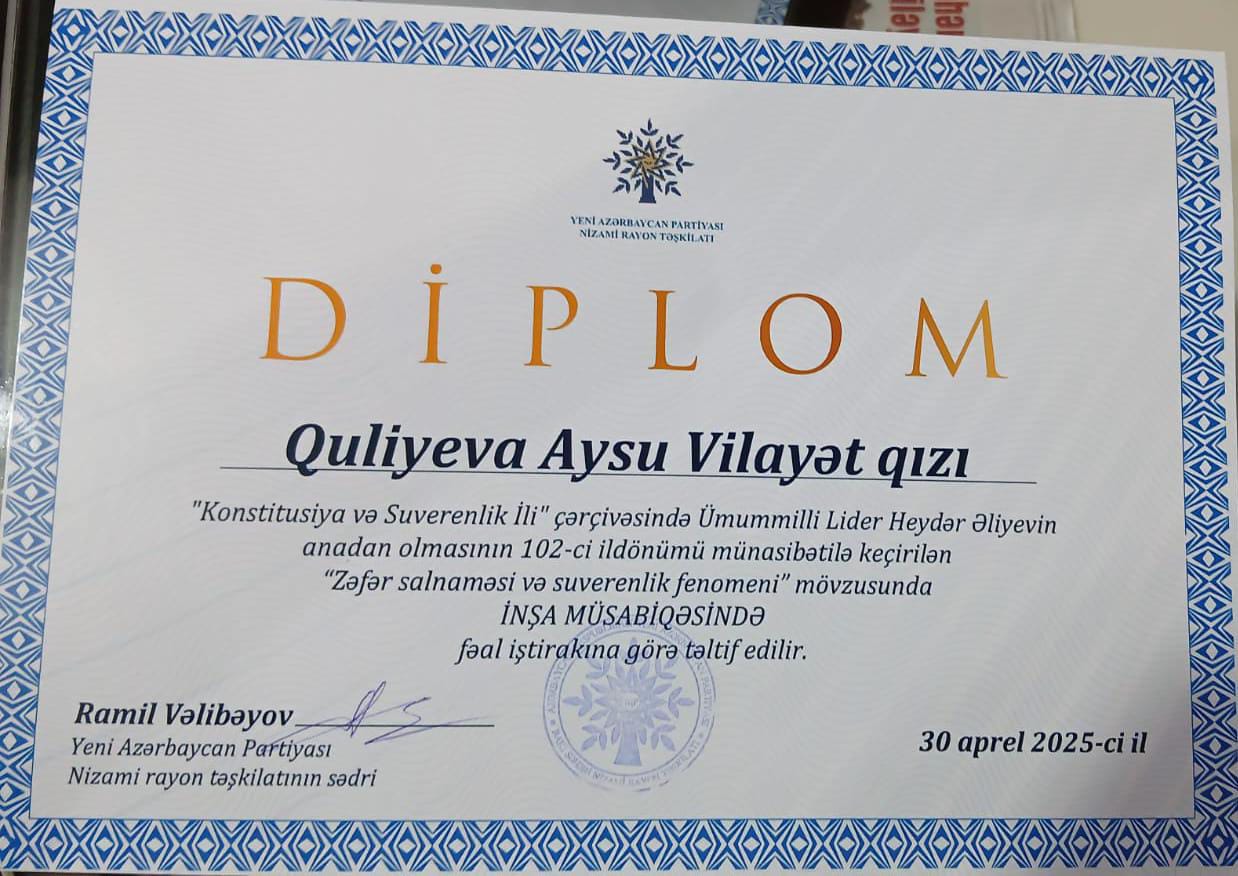 YENİ AZƏRBAYCAN PARTİYASI
NİZAMİ RAYON TƏŞKİLATI
DİPLOM
Quliyeva Aysu Vilayət qızı
"Konstitusiya və Suverenlik İli" çərçivəsində Ümummilli Lider Heydər Əliyevin
anadan olmasının 102-ci ildönümü münasibətilə keçirilən
“Zəfər salnaməsi və suverenlik fenomeni” mövzusunda
İNŞA MÜSABİQƏSİNDƏ
fəal iştirakına görə təltif edilir.
Ramil Vəlibəyov
Yeni Azərbaycan Partiyası
Nizami rayon təşkilatının sədri
30 aprel 2025-ci il